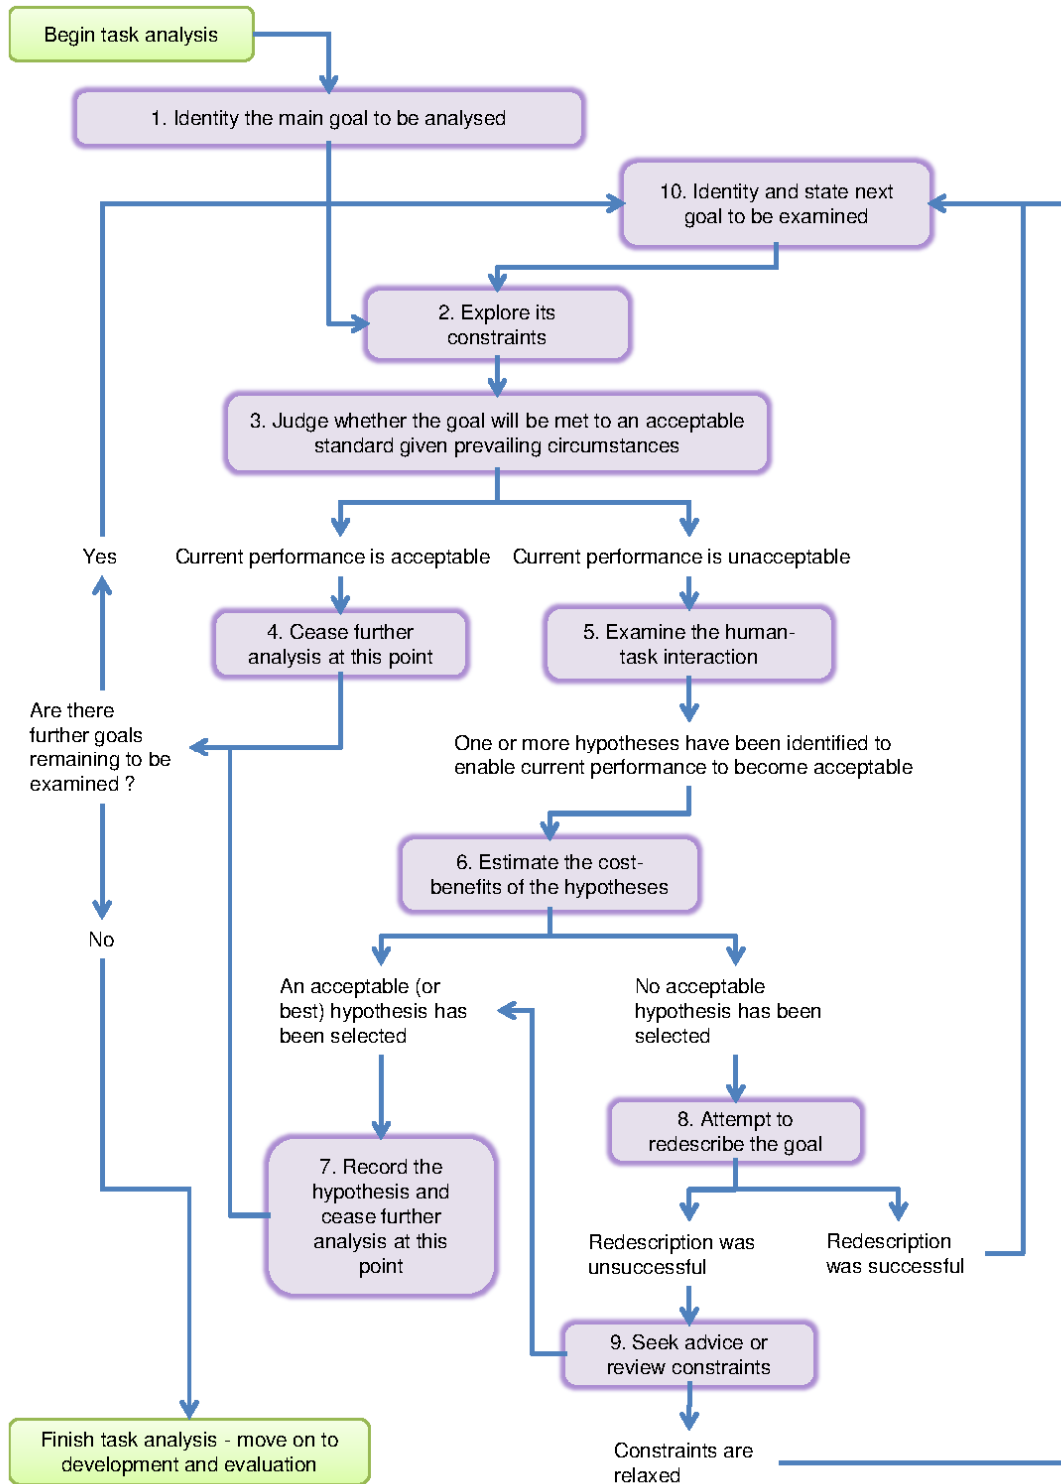 Begin task analysis
1. Identity the main goal to be analysed
10. Identity and state next
goal to be examined
2. Explore its
constraints
3. Judge whether the goal will be met to an acceptable
standard given prevailing circumstances
Yes
Current performance is acceptable
Current performance is unacceptable
4. Cease further
analysis at this point
5. Examine the human-
task interaction
Are there
further goals
remaining to be
examined ?
One or more hypotheses have been identified to
enable current performance to become acceptable
6. Estimate the cost-
benefits of the hypotheses
No
An acceptable (or
best) hypothesis has
been selected
No acceptable
hypothesis has been
selected
8. Attempt to
redescribe the goal
7. Record the
hypothesis and
cease further
analysis at this
point
Redescription was
unsuccessful
Redescription
was successful
9. Seek advice or
review constraints
Finish task analysis - move on to
development and evaluation
Constraints are
relaxed